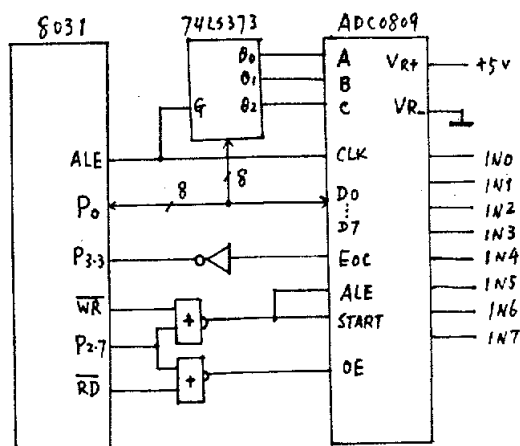 8031 74LS373 ADC0809
Q0 A VR+ +5V
Q1 B
G Q2 C VR-
ALE CLK IN0
8 IN1
P0 8 D0 IN2
D7 IN3
P3.3 EOC IN4
ALE IN5
WR + START IN6
P2.7 IN7
RD + OE